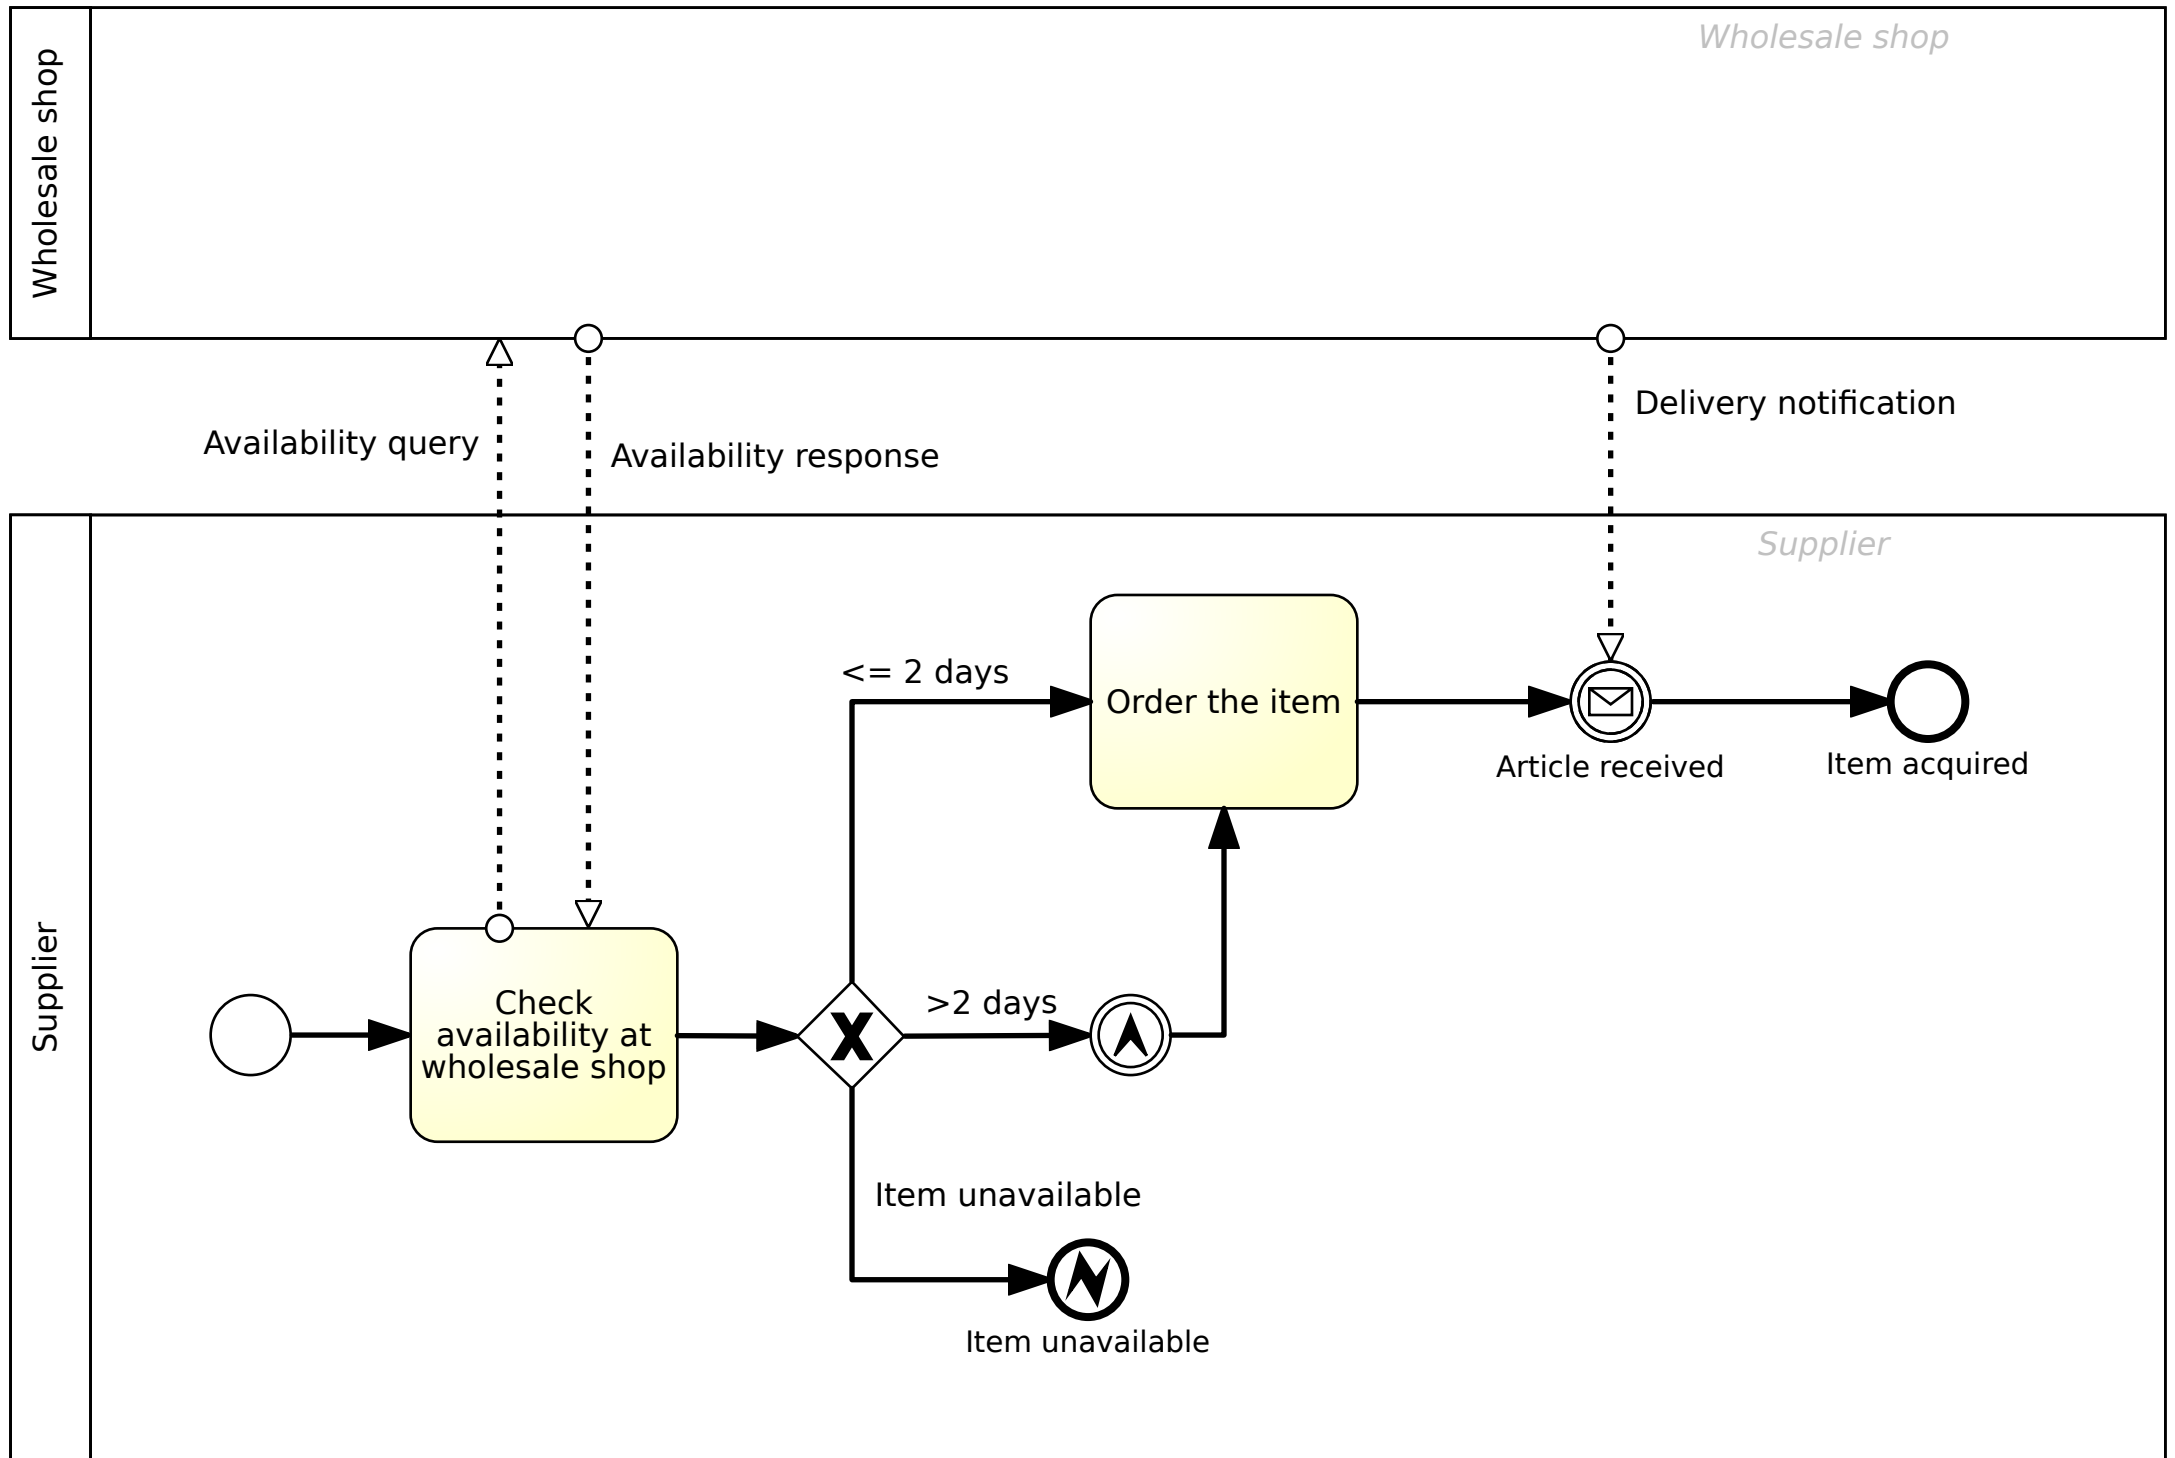 Wholesale shop
Wholesale shop
Availability query
Availability response
Delivery notification
Supplier
Supplier
<= 2 days
Order the item
Article received
Item acquired
Check
availability at
wholesale shop
X
>2 days
Item unavailable
Item unavailable